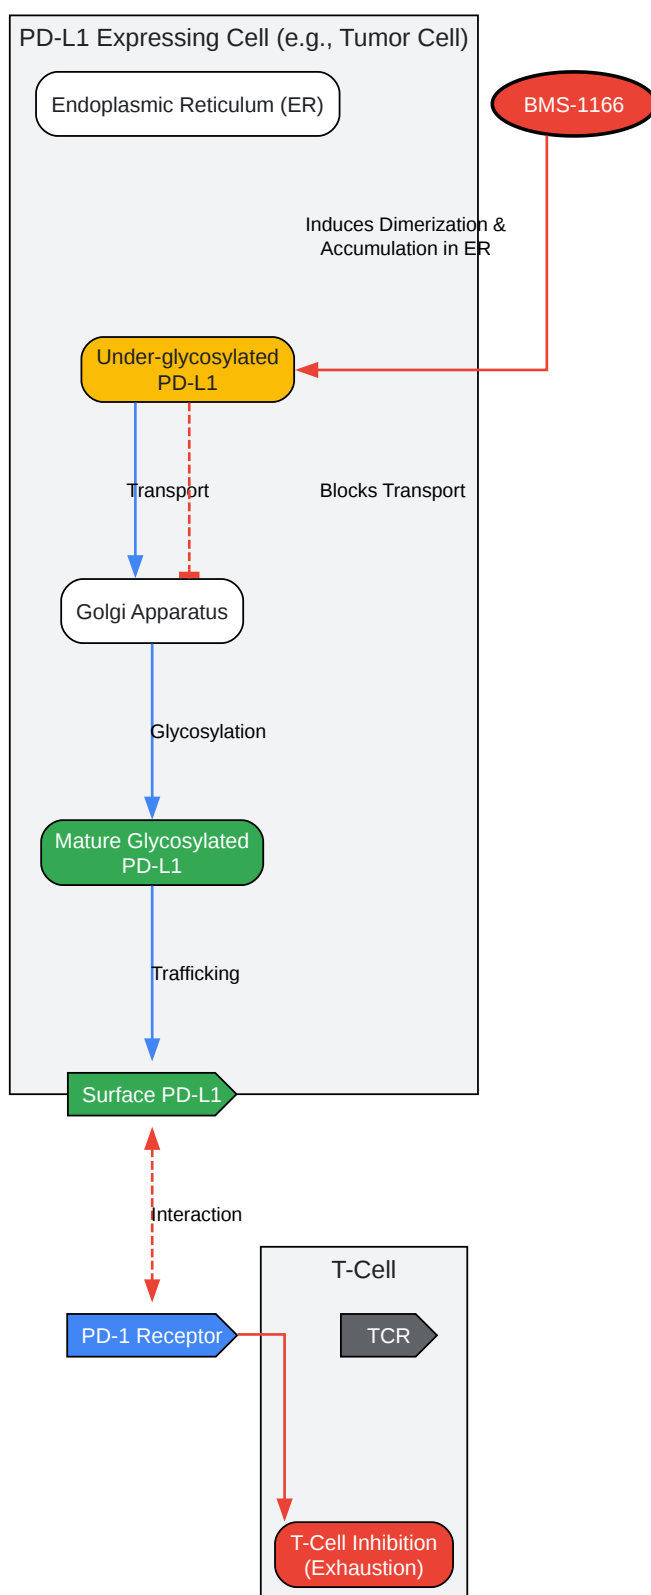 PD-L1 Expressing Cell (e.g., Tumor Cell)
Endoplasmic Reticulum (ER)
BMS-1166
Induces Dimerization &
Accumulation in ER
Under-glycosylated
PD-L1
Transport
Blocks Transport
Golgi Apparatus
Glycosylation
Mature Glycosylated
PD-L1
Trafficking
Surface PD-L1
Interaction
T-Cell
PD-1 Receptor
TCR
T-Cell Inhibition
(Exhaustion)